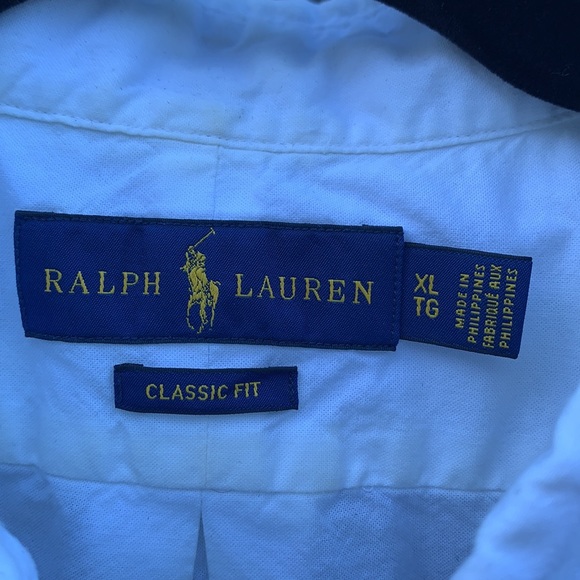 RALPH LAUREN
XL
TG
MADE IN
PHILIPPINES
FABRIQUÉ AUX
PHILIPPINES
CLASSIC FIT